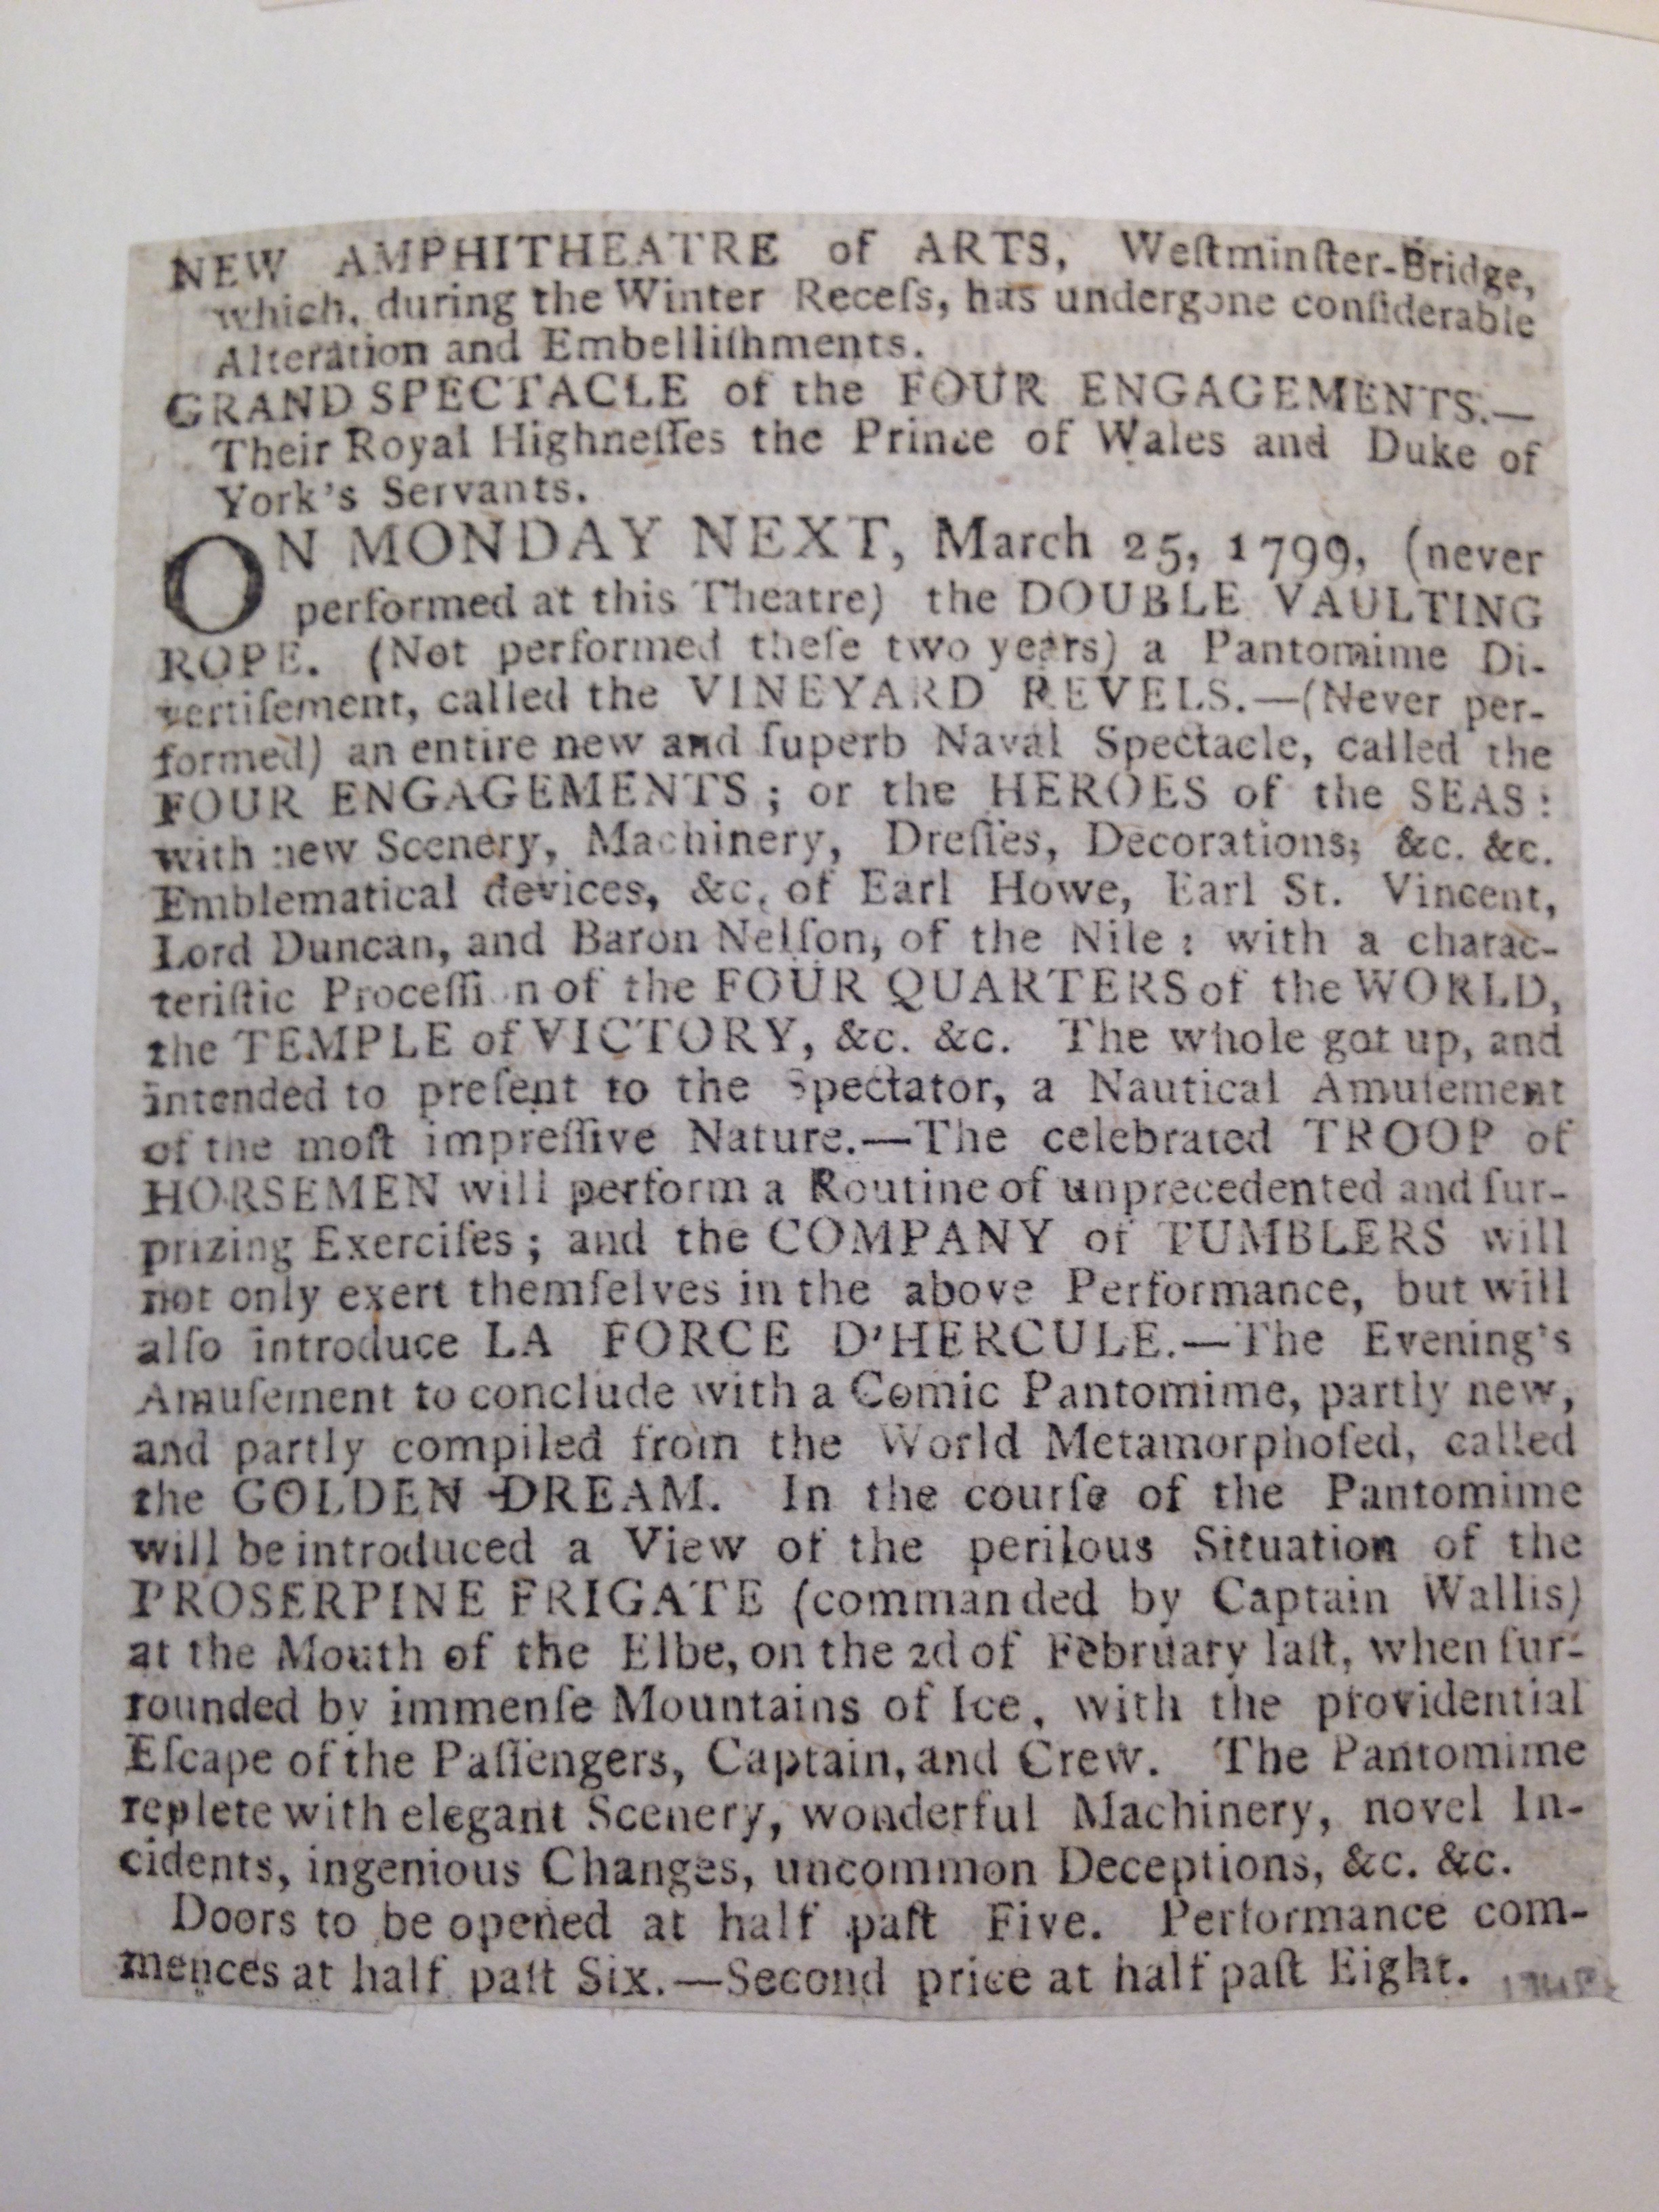 NEW AMPHITHEATRE of ARTS, Weſtminſter-Bridge,
which, during the Winter Receſs, has undergone conſiderable
Alteration and Embelliſhments.
GRAND SPECTACLE of the FOUR ENGAGEMENTS.—
Their Royal Highneſſes the Prince of Wales and Duke of
York's Servants.
ON MONDAY NEXT, March 25, 1799, (never
performed at this Theatre) the DOUBLE VAULTING
ROPE. (Not performed theſe two years) a Pantomime Di-
vertiſement, called the VINEYARD REVELS.—(Never per-
formed) an entire new and ſuperb Naval Spectacle, called the
FOUR ENGAGEMENTS; or the HEROES of the SEAS:
with new Scenery, Machinery, Dreſſes, Decorations; &c. &c.
Emblematical devices, &c. of Earl Howe, Earl St. Vincent,
Lord Duncan, and Baron Nelſon, of the Nile: with a charac-
teriſtic Proceſſi n of the FOUR QUARTERS of the WORLD,
the TEMPLE of VICTORY, &c. &c. The whole got up, and
intended to preſent to the Spectator, a Nautical Amuſement
of the moſt impreſſive Nature.—The celebrated TROOP of
HORSEMEN will perform a Routine of unprecedented and ſur-
prizing Exerciſes; and the COMPANY of TUMBLERS will
not only exert themſelves in the above Performance, but will
alſo introduce LA FORCE D'HERCULE.—The Evening's
Amuſement to conclude with a Comic Pantomime, partly new,
and partly compiled from the World Metamorphoſed, called
the GOLDEN DREAM. In the courſe of the Pantomime
will be introduced a View of the perilous Situation of the
PROSERPINE FRIGATE (commanded by Captain Wallis)
at the Mouth of the Elbe, on the 2d of February laſt, when ſur-
rounded by immenſe Mountains of Ice, with the providential
Eſcape of the Paſſengers, Captain, and Crew. The Pantomime
replete with elegant Scenery, wonderful Machinery, novel In-
cidents, ingenious Changes, uncommon Deceptions, &c. &c.
Doors to be opened at half paſt Five. Performance com-
mences at half paſt Six.—Second price at half paſt Eight.